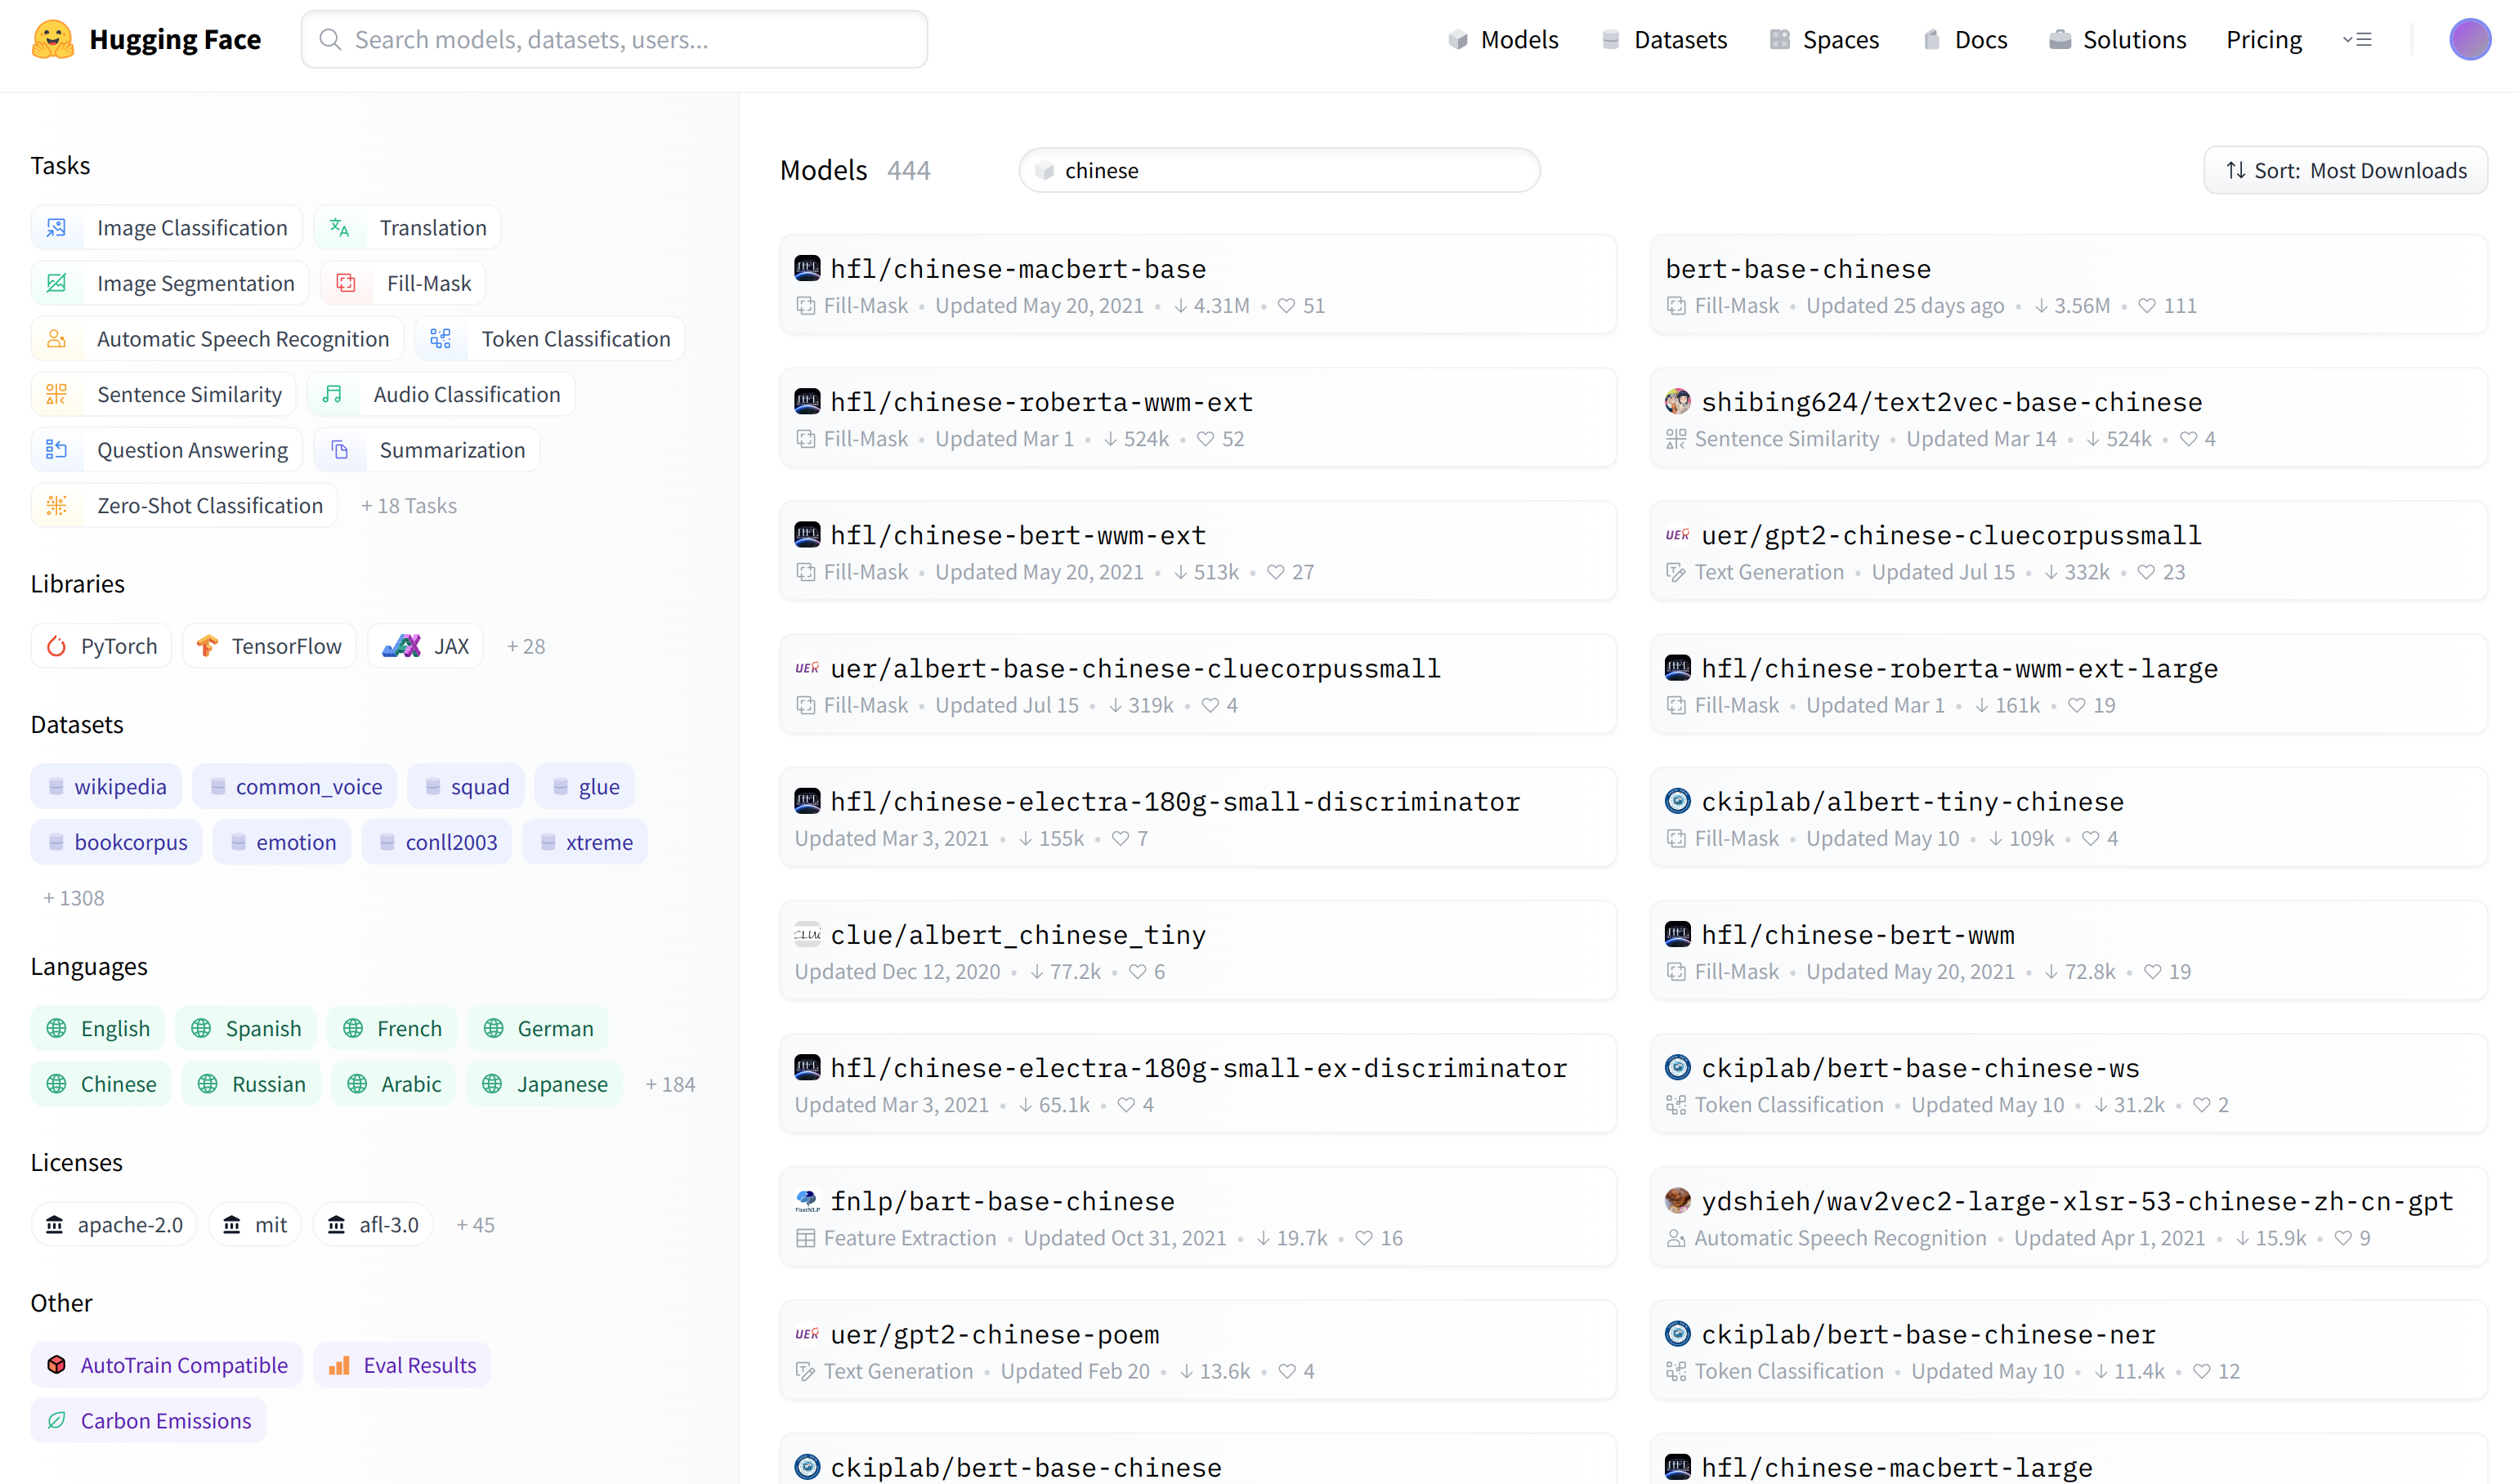 Hugging Face
Search models, datasets, users...
Models
Datasets
Spaces
Docs
Solutions
Pricing
Tasks
Image Classification
Translation
Image Segmentation
Fill-Mask
Automatic Speech Recognition
Token Classification
Sentence Similarity
Audio Classification
Question Answering
Summarization
Zero-Shot Classification
+ 18 Tasks
Libraries
PyTorch
TensorFlow
JAX
+ 28
Datasets
wikipedia
common_voice
squad
glue
bookcorpus
emotion
conll2003
xtreme
+ 1308
Languages
English
Spanish
French
German
Chinese
Russian
Arabic
Japanese
+ 184
Licenses
apache-2.0
mit
afl-3.0
+ 45
Other
AutoTrain Compatible
Eval Results
Carbon Emissions
Models 444
chinese
Sort: Most Downloads
hfl/chinese-macbert-base
Fill-Mask • Updated May 20, 2021 • ↓ 4.31M • ♡ 51
bert-base-chinese
Fill-Mask • Updated 25 days ago • ↓ 3.56M • ♡ 111
hfl/chinese-roberta-wwm-ext
Fill-Mask • Updated Mar 1 • ↓ 524k • ♡ 52
shibing624/text2vec-base-chinese
Sentence Similarity • Updated Mar 14 • ↓ 524k • ♡ 4
hfl/chinese-bert-wwm-ext
Fill-Mask • Updated May 20, 2021 • ↓ 513k • ♡ 27
UER uer/gpt2-chinese-cluecorpussmall
Text Generation • Updated Jul 15 • ↓ 332k • ♡ 23
UER uer/albert-base-chinese-cluecorpussmall
Fill-Mask • Updated Jul 15 • ↓ 319k • ♡ 4
hfl/chinese-roberta-wwm-ext-large
Fill-Mask • Updated Mar 1 • ↓ 161k • ♡ 19
hfl/chinese-electra-180g-small-discriminator
Updated Mar 3, 2021 • ↓ 155k • ♡ 7
ckiplab/albert-tiny-chinese
Fill-Mask • Updated May 10 • ↓ 109k • ♡ 4
CLUE clue/albert_chinese_tiny
Updated Dec 12, 2020 • ↓ 77.2k • ♡ 6
hfl/chinese-bert-wwm
Fill-Mask • Updated May 20, 2021 • ↓ 72.8k • ♡ 19
hfl/chinese-electra-180g-small-ex-discriminator
Updated Mar 3, 2021 • ↓ 65.1k • ♡ 4
ckiplab/bert-base-chinese-ws
Token Classification • Updated May 10 • ↓ 31.2k • ♡ 2
fnlp/bart-base-chinese
Feature Extraction • Updated Oct 31, 2021 • ↓ 19.7k • ♡ 16
ydshieh/wav2vec2-large-xlsr-53-chinese-zh-cn-gpt
Automatic Speech Recognition • Updated Apr 1, 2021 • ↓ 15.9k • ♡ 9
UER uer/gpt2-chinese-poem
Text Generation • Updated Feb 20 • ↓ 13.6k • ♡ 4
ckiplab/bert-base-chinese-ner
Token Classification • Updated May 10 • ↓ 11.4k • ♡ 12
ckiplab/bert-base-chinese
hfl/chinese-macbert-large